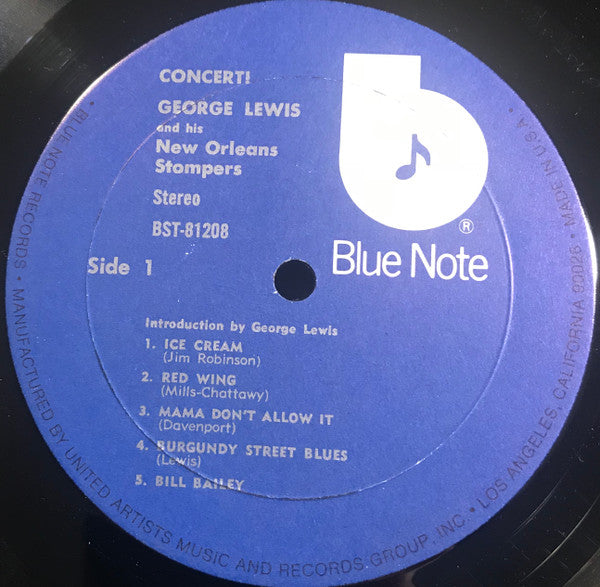 CONCERT!
GEORGE LEWIS
and his
New Orleans
Stompers
Stereo
BST-81208
Side 1
®
Blue Note
Introduction by George Lewis
1. ICE CREAM
(Jim Robinson)
2. RED WING
(Mills-Chattawy)
3. MAMA DON'T ALLOW IT
(Davenport)
4. BURGUNDY STREET BLUES
(Lewis)
5. BILL BAILEY
• BLUE NOTE RECORDS • MANUFACTURED BY UNITED ARTISTS MUSIC AND RECORDS GROUP, INC • LOS ANGELES, CALIFORNIA 90026 • MADE IN U.S.A •